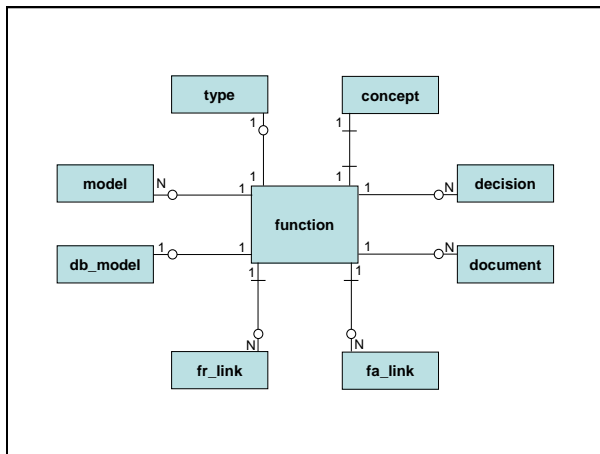 type
concept
1
1
1
1
model
N
1
1
N
decision
function
db_model
1
1
1
N
document
1
1
N
N
fr_link
fa_link